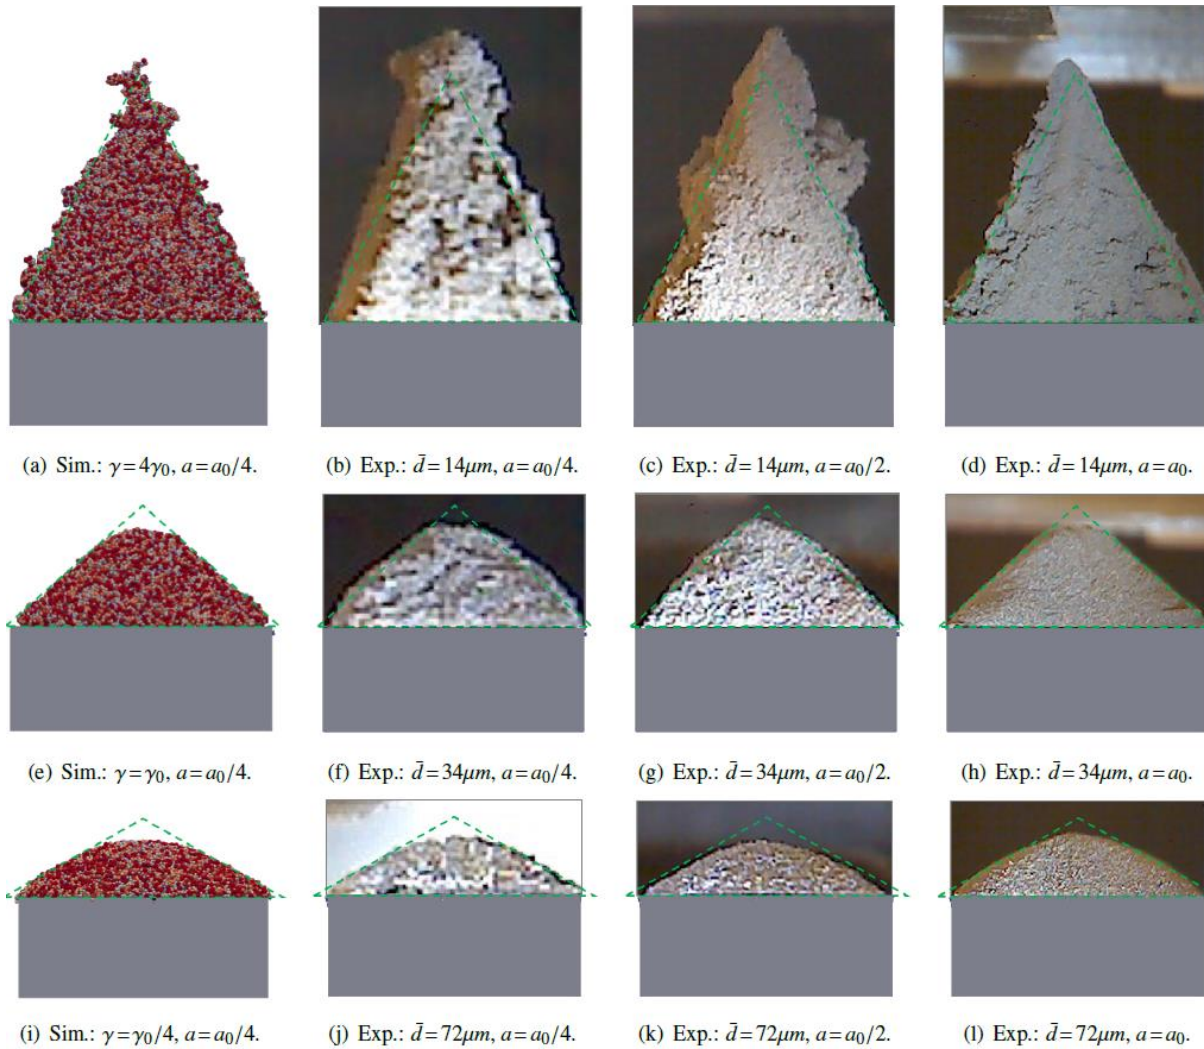 (a) Sim.: γ=4γ₀, a=a₀/4.
(b) Exp.: d̄=14μm, a=a₀/4.
(c) Exp.: d̄=14μm, a=a₀/2.
(d) Exp.: d̄=14μm, a=a₀.
(e) Sim.: γ=γ₀, a=a₀/4.
(f) Exp.: d̄=34μm, a=a₀/4.
(g) Exp.: d̄=34μm, a=a₀/2.
(h) Exp.: d̄=34μm, a=a₀.
(i) Sim.: γ=γ₀/4, a=a₀/4.
(j) Exp.: d̄=72μm, a=a₀/4.
(k) Exp.: d̄=72μm, a=a₀/2.
(l) Exp.: d̄=72μm, a=a₀.